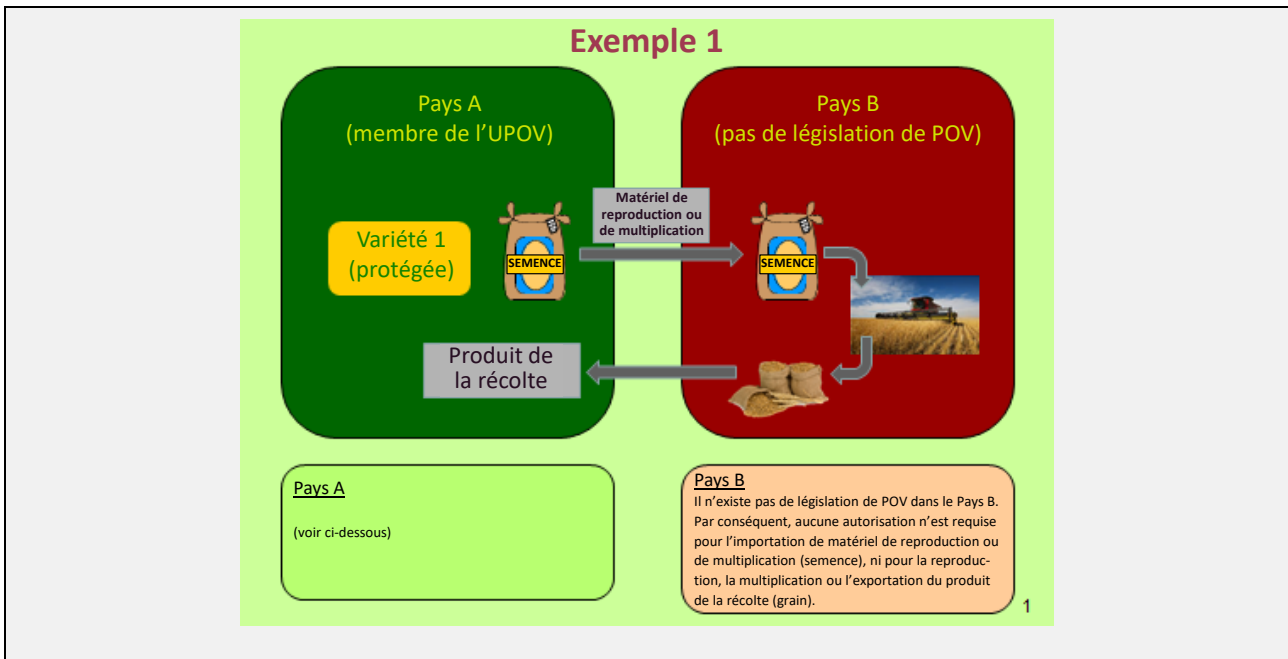 Exemple 1
Pays A
(membre de l’UPOV)
Pays B
(pas de législation de POV)
Matériel de
reproduction ou
de multiplication
Variété 1
(protégée)
SEMENCE
SEMENCE
Produit de
la récolte
Pays A
(voir ci-dessous)
Pays B
Il n’existe pas de législation de POV dans le Pays B.
Par conséquent, aucune autorisation n’est requise
pour l’importation de matériel de reproduction ou
de multiplication (semence), ni pour la reproduc-
tion, la multiplication ou l’exportation du produit
de la récolte (grain).
1